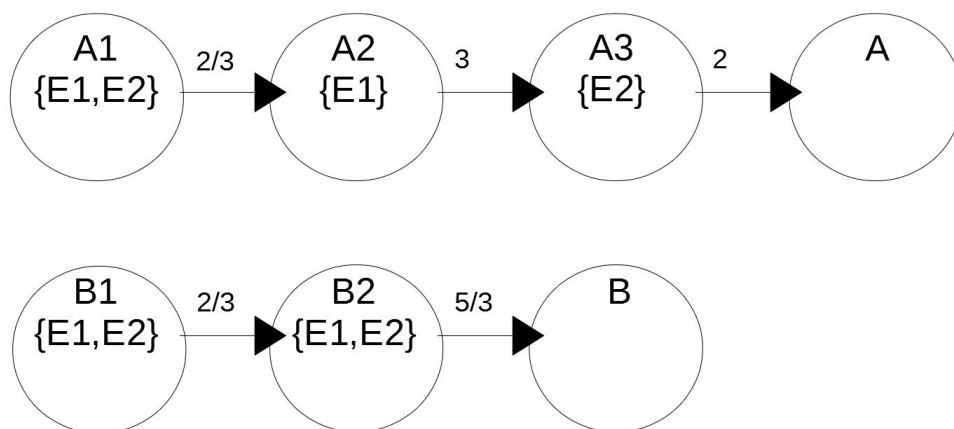 A1
{E1,E2}
2/3
A2
{E1}
3
A3
{E2}
2
A
B1
{E1,E2}
2/3
B2
{E1,E2}
5/3
B